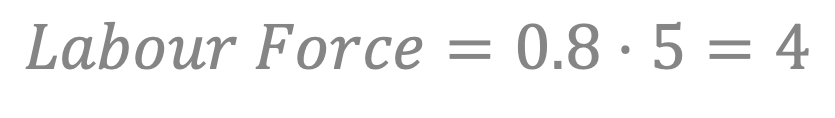 Labour Force = 0.8 · 5 = 4